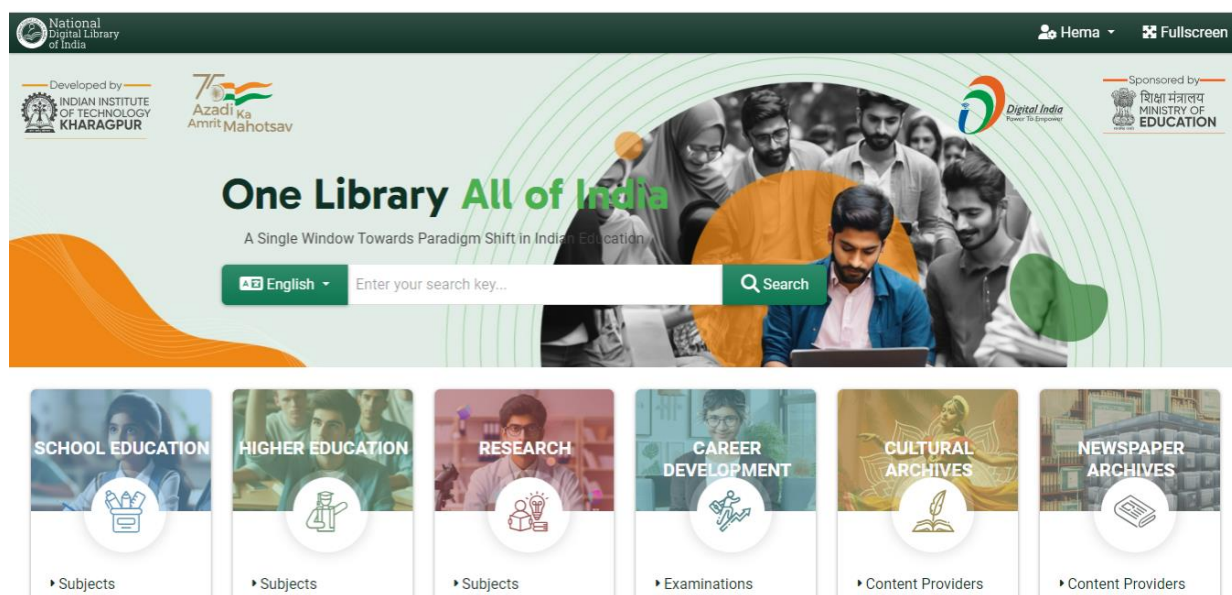 National
Digital Library
of India
Hema
Fullscreen
Developed by
INDIAN INSTITUTE
OF TECHNOLOGY
KHARAGPUR
75
Azadi Ka
Amrit Mahotsav
Digital India
Power To Empower
Sponsored by
शिक्षा मंत्रालय
MINISTRY OF
EDUCATION
One Library All of India
A Single Window Towards Paradigm Shift in Indian Education
English
Enter your search key...
Search
SCHOOL EDUCATION
HIGHER EDUCATION
RESEARCH
CAREER
DEVELOPMENT
CULTURAL
ARCHIVES
NEWSPAPER
ARCHIVES
Subjects
Subjects
Subjects
Examinations
Content Providers
Content Providers